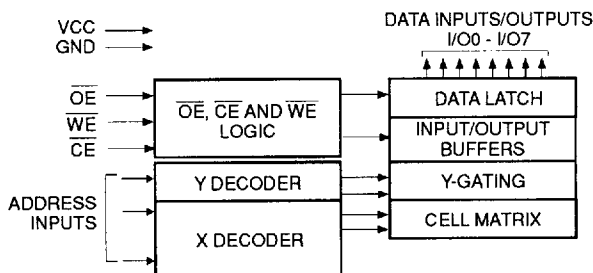 DATA INPUTS/OUTPUTS
I/O0 - I/O7
VCC
GND
OE
WE
CE
OE, CE AND WE
LOGIC
DATA LATCH
INPUT/OUTPUT
BUFFERS
Y DECODER
Y-GATING
ADDRESS
INPUTS
X DECODER
CELL MATRIX